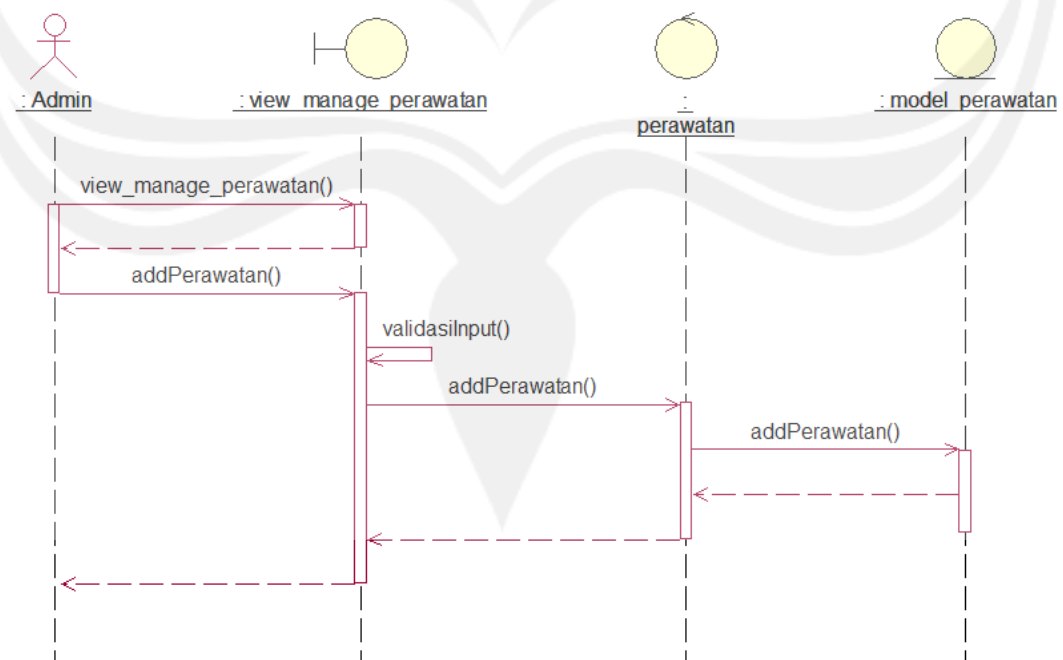 : Admin
: view_manage_perawatan
:
perawatan
: model_perawatan
view_manage_perawatan()
addPerawatan()
validasiInput()
addPerawatan()
addPerawatan()